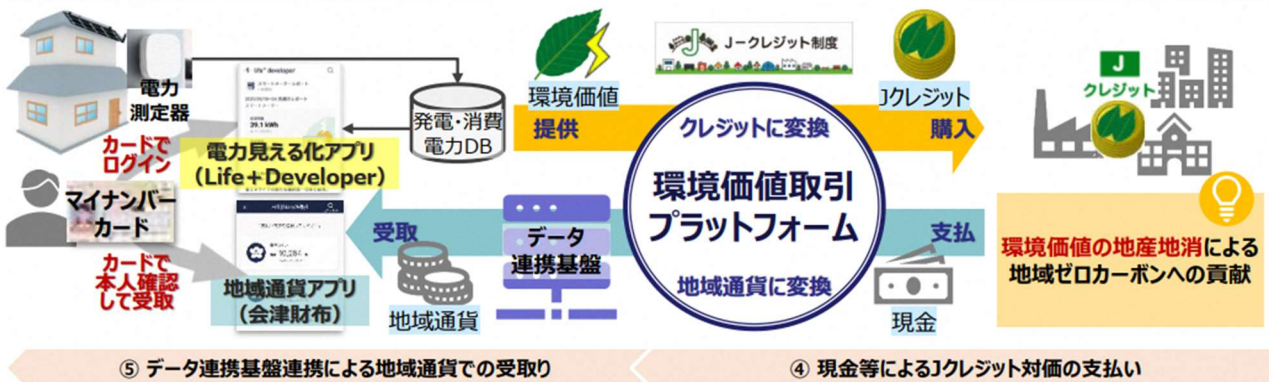 電力
測定器
life+ developer
39.1 kWh
発電・消費
電力DB
カードで
ログイン
電力見える化アプリ
（Life＋Developer）
マイナンバー
カード
カードで
本人確認
して受取
10,284
地域通貨アプリ
（会津財布）
環境価値
提供
J-クレジット制度
クレジットに変換
Jクレジット
購入
J
クレジット
環境価値取引
プラットフォーム
受取
データ
連携基盤
支払
地域通貨
地域通貨に変換
現金
環境価値の地産地消による
地域ゼロカーボンへの貢献
⑤ データ連携基盤連携による地域通貨での受取り
④ 現金等によるJクレジット対価の支払い